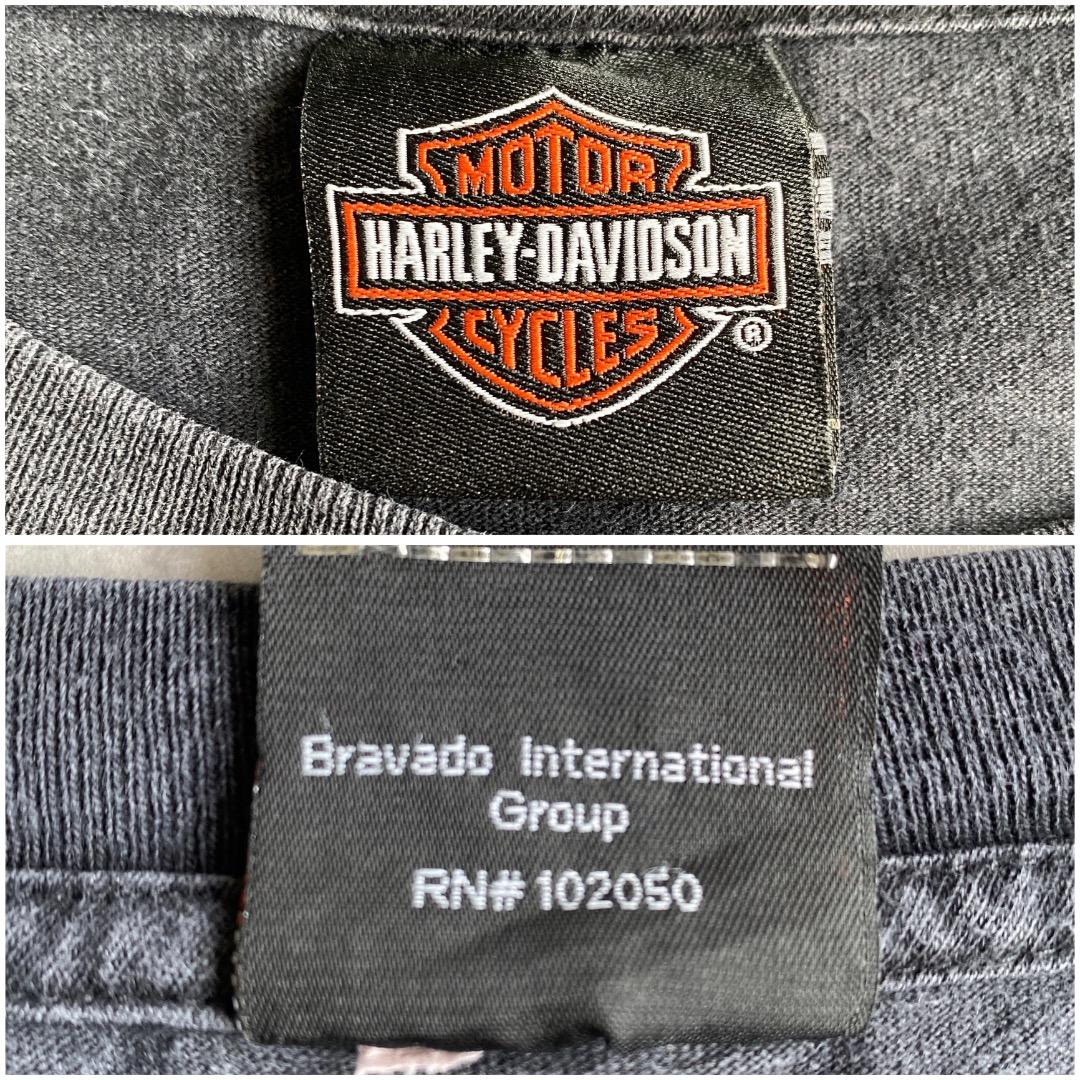 MOTOR
HARLEY-DAVIDSON
CYCLES
®
Bravado International
Group
RN# 102050